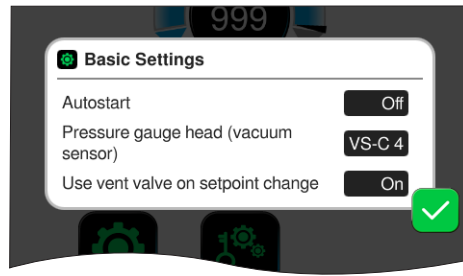 999
Basic Settings
Autostart Off
Pressure gauge head (vacuum
sensor) VS-C 4
Use vent valve on setpoint change On